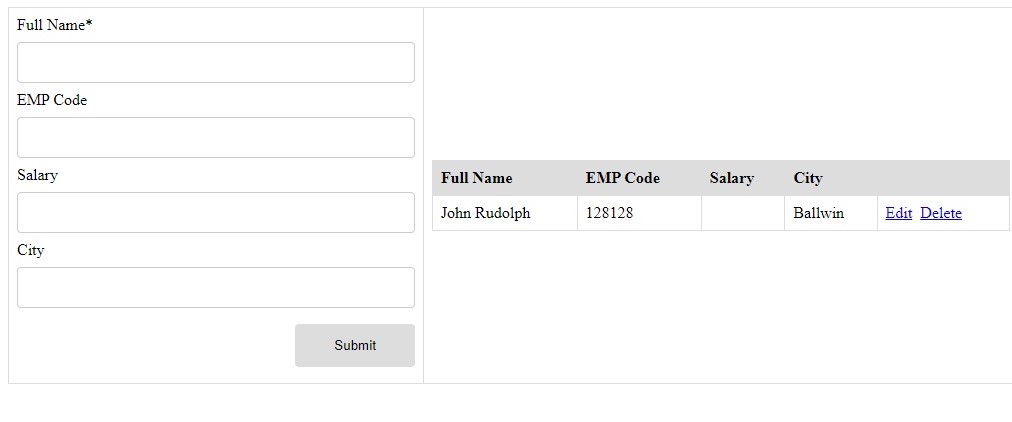 Full Name*
EMP Code
Salary
City
Submit
Full Name EMP Code Salary City
John Rudolph 128128 Ballwin Edit Delete